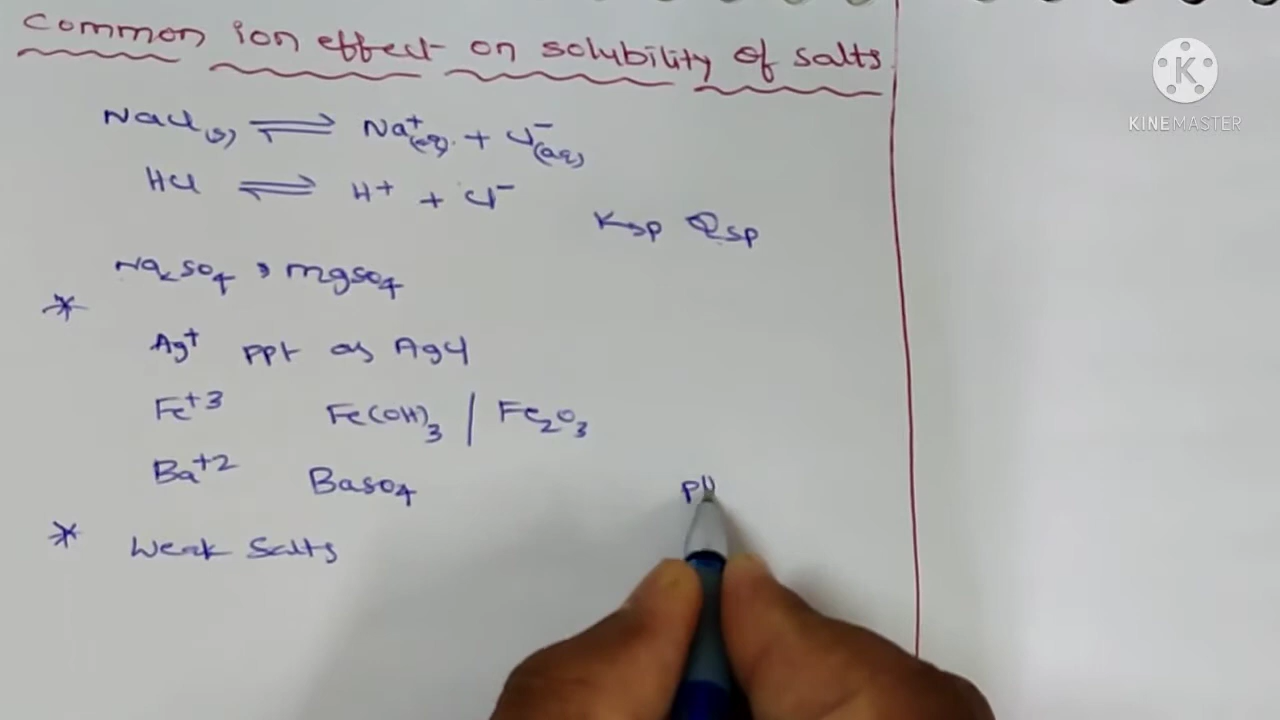 Common ion effect on solubility of salts
NaCl(s) ⇌ Na+(aq) + Cl-(aq)
HCl ⇌ H+ + Cl-
Ksp Qsp
Na2SO4, MgSO4
* Ag+ ppt as AgCl
Fe+3 Fe(OH)3 / Fe2O3
Ba+2 BaSO4
pH
* Weak Salts
K
KINEMASTER